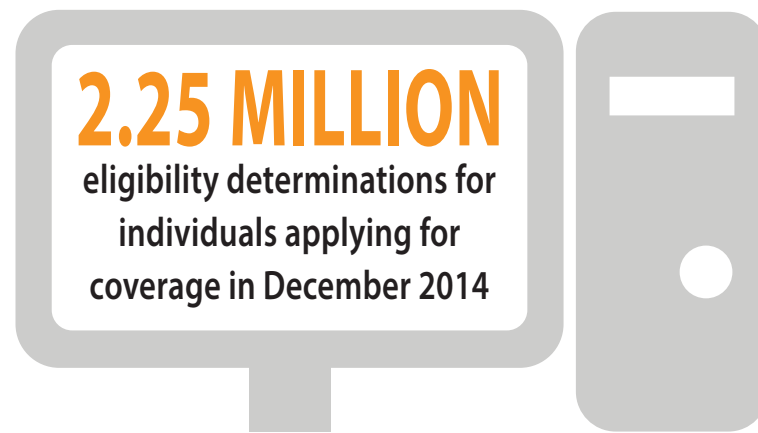 2.25 MILLION
eligibility determinations for
individuals applying for
coverage in December 2014